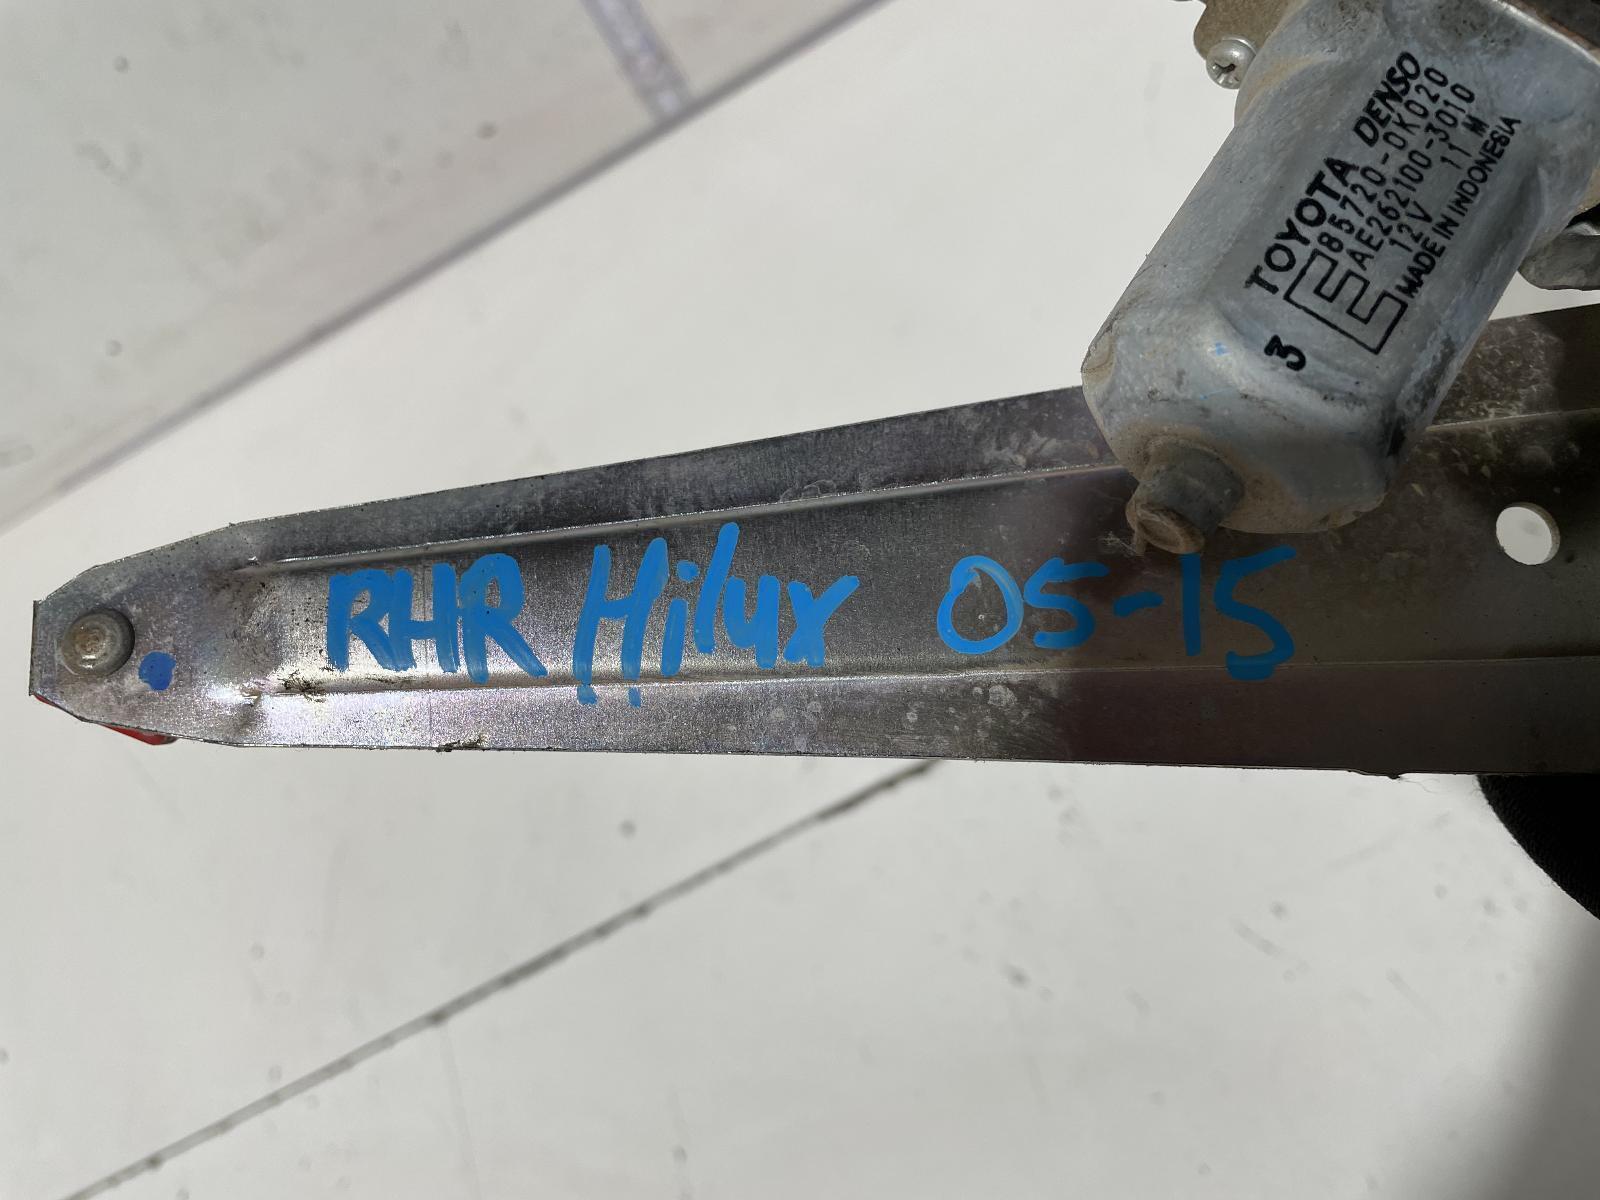 TOYOTA DENSO
85720-0K020
AE262100-3010
12V 11 M
MADE IN INDONESIA
3
RHR Hilux 05-15